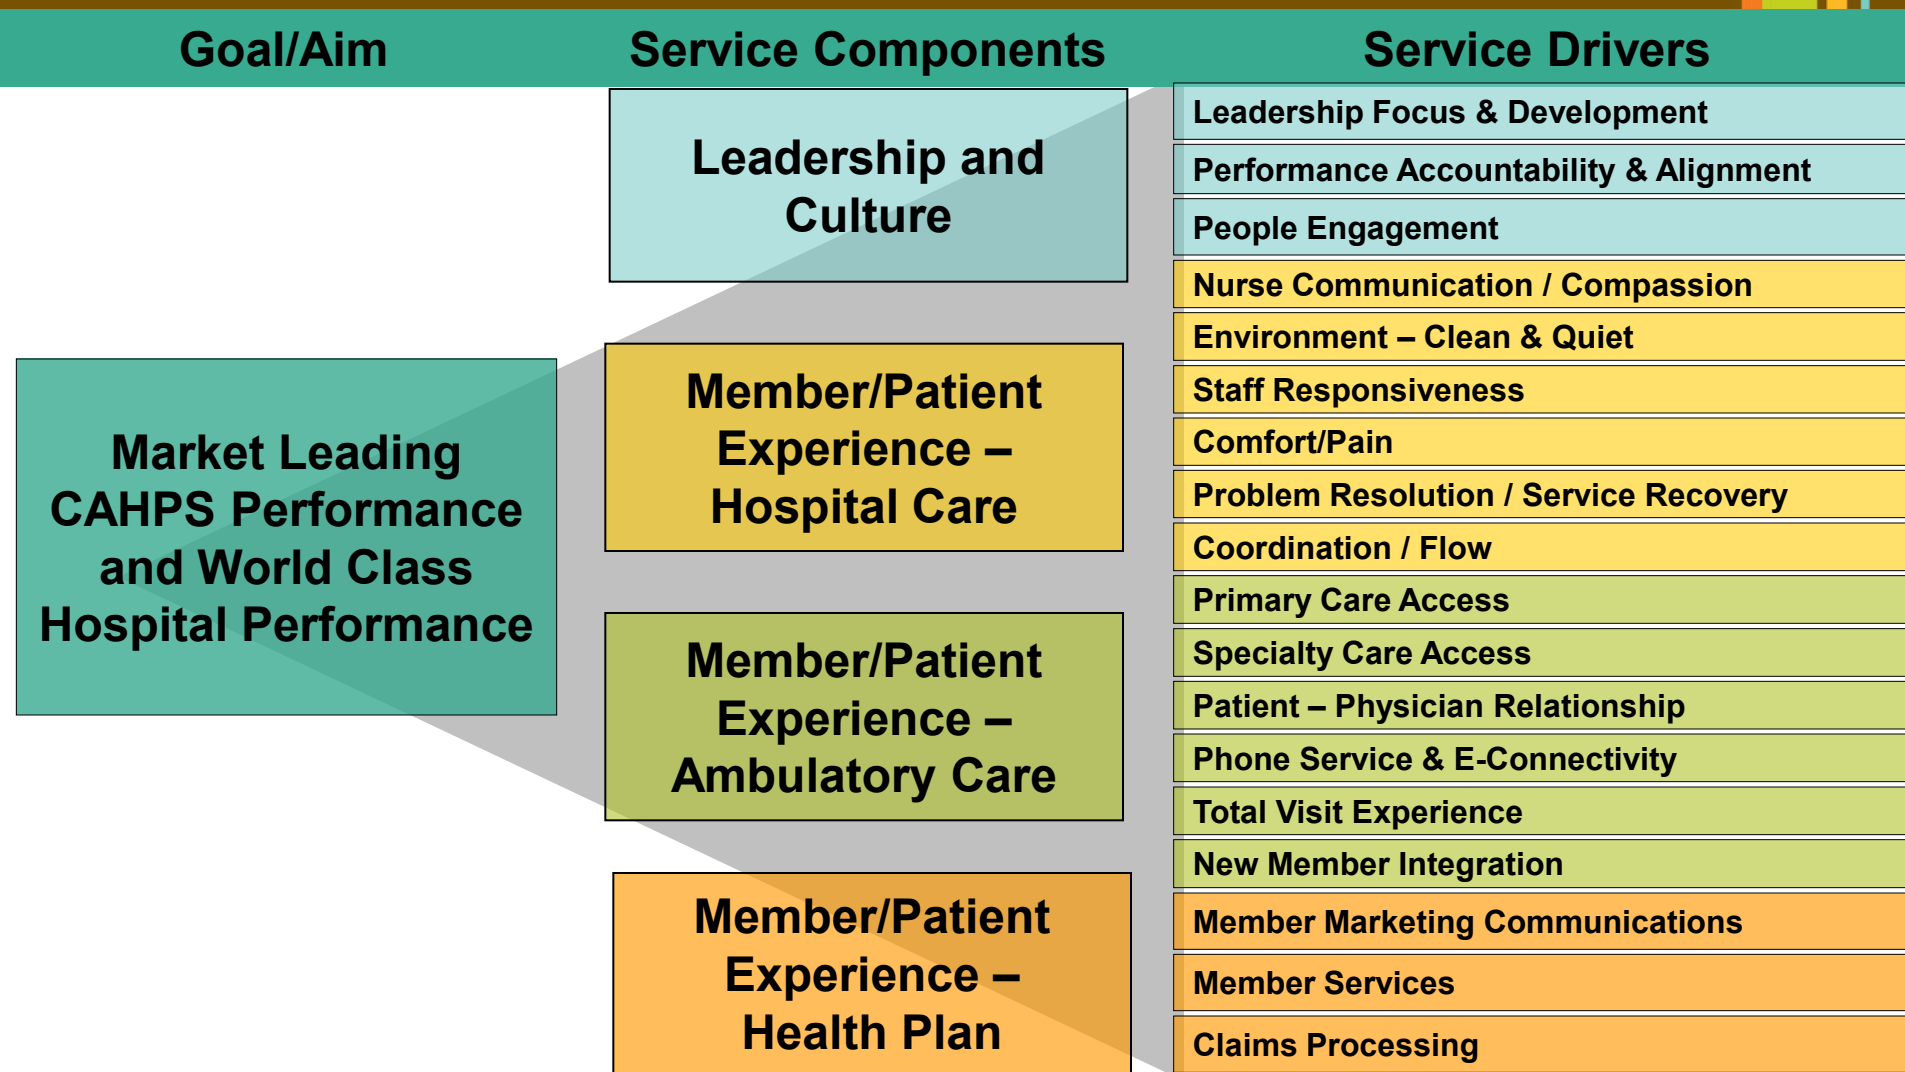 Goal/Aim
Service Components
Service Drivers
Market Leading
CAHPS Performance
and World Class
Hospital Performance
Leadership and
Culture
Member/Patient
Experience –
Hospital Care
Member/Patient
Experience –
Ambulatory Care
Member/Patient
Experience –
Health Plan
Leadership Focus & Development
Performance Accountability & Alignment
People Engagement
Nurse Communication / Compassion
Environment – Clean & Quiet
Staff Responsiveness
Comfort/Pain
Problem Resolution / Service Recovery
Coordination / Flow
Primary Care Access
Specialty Care Access
Patient – Physician Relationship
Phone Service & E-Connectivity
Total Visit Experience
New Member Integration
Member Marketing Communications
Member Services
Claims Processing